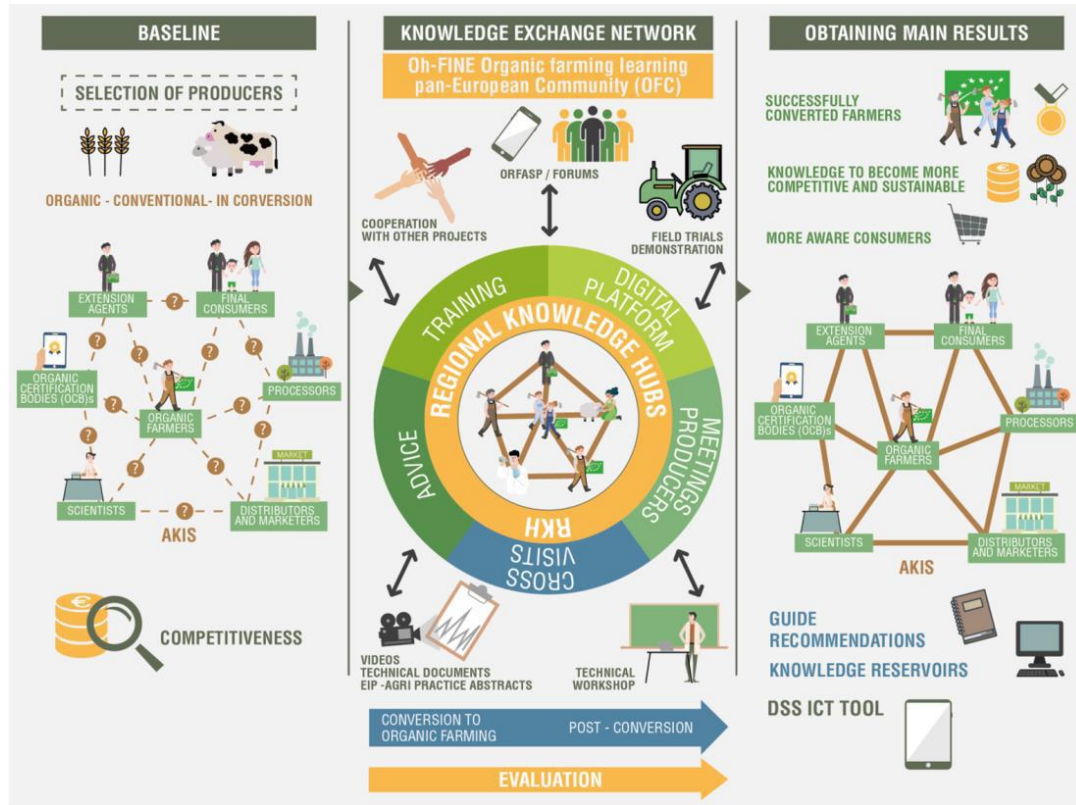 BASELINE
SELECTION OF PRODUCERS
ORGANIC - CONVENTIONAL- IN CORVERSION
EXTENSION
AGENTS
FINAL
CONSUMERS
ORGANIC
CERTIFICATION
BODIES (OCB)s
ORGANIC
FARMERS
PROCESSORS
MARKET
SCIENTISTS
DISTRIBUTORS
AND MARKETERS
? ? ? ? ? ? ? ? ? ? ? ?
AKIS
€
COMPETITIVENESS
KNOWLEDGE EXCHANGE NETWORK
Oh-FINE Organic farming learning
pan-European Community (OFC)
ORFASP / FORUMS
COOPERATION
WITH OTHER PROJECTS
FIELD TRIALS
DEMONSTRATION
TRAINING
DIGITAL
PLATFORM
REGIONAL KNOWLEDGE HUBS
RKH
ADVICE
MEETINGS
PRODUCERS
CROSS
VISITS
VIDEOS
TECHNICAL DOCUMENTS
EIP -AGRI PRACTICE ABSTRACTS
TECHNICAL
WORKSHOP
CONVERSION TO
ORGANIC FARMING
POST - CONVERSION
EVALUATION
OBTAINING MAIN RESULTS
SUCCESSFULLY
CONVERTED FARMERS
KNOWLEDGE TO BECOME MORE
COMPETITIVE AND SUSTAINABLE
€
MORE AWARE CONSUMERS
EXTENSION
AGENTS
FINAL
CONSUMERS
ORGANIC
CERTIFICATION
BODIES (OCB)s
PROCESSORS
ORGANIC
FARMERS
MARKET
SCIENTISTS
DISTRIBUTORS
AND MARKETERS
AKIS
GUIDE
RECOMMENDATIONS
KNOWLEDGE RESERVOIRS
DSS ICT TOOL